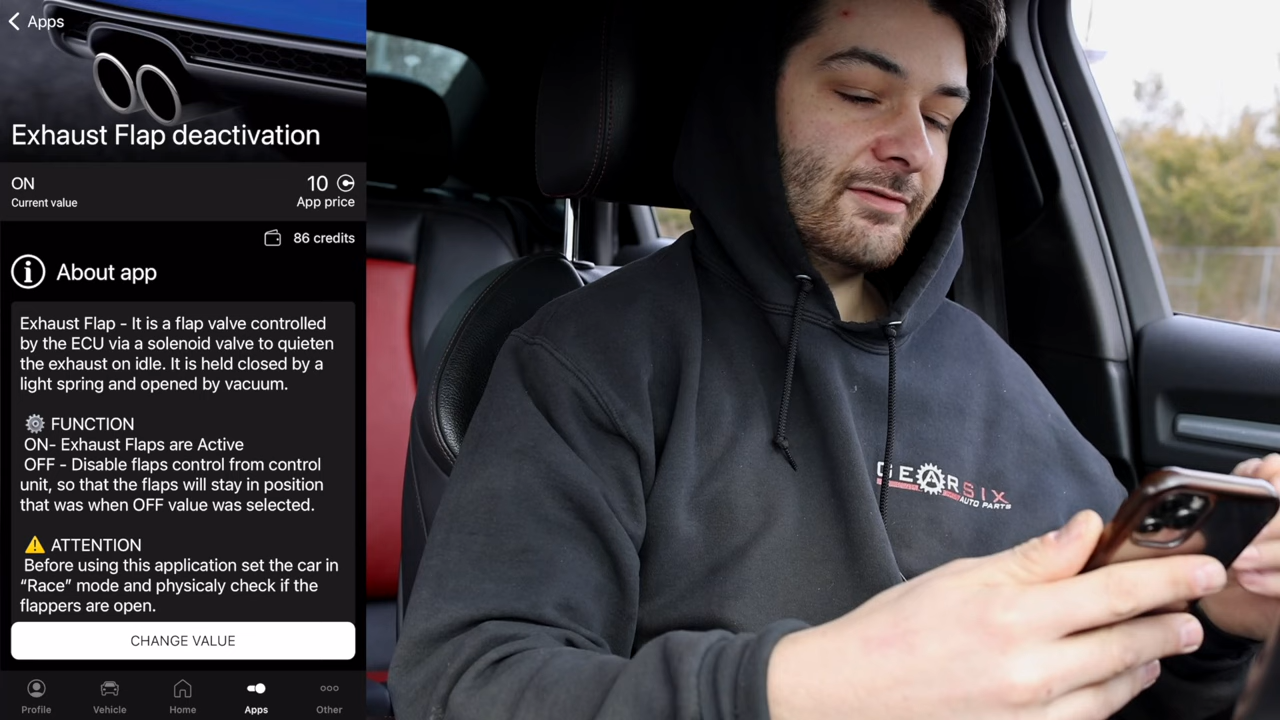 Apps
Exhaust Flap deactivation
ON
10
Current value
App price
86 credits
About app
Exhaust Flap - It is a flap valve controlled
by the ECU via a solenoid valve to quieten
the exhaust on idle. It is held closed by a
light spring and opened by vacuum.
FUNCTION
ON- Exhaust Flaps are Active
OFF - Disable flaps control from control
unit, so that the flaps will stay in position
that was when OFF value was selected.
ATTENTION
Before using this application set the car in
“Race” mode and physicaly check if the
flappers are open.
CHANGE VALUE
Profile
Vehicle
Home
Apps
Other
GEARSIX
AUTO PARTS